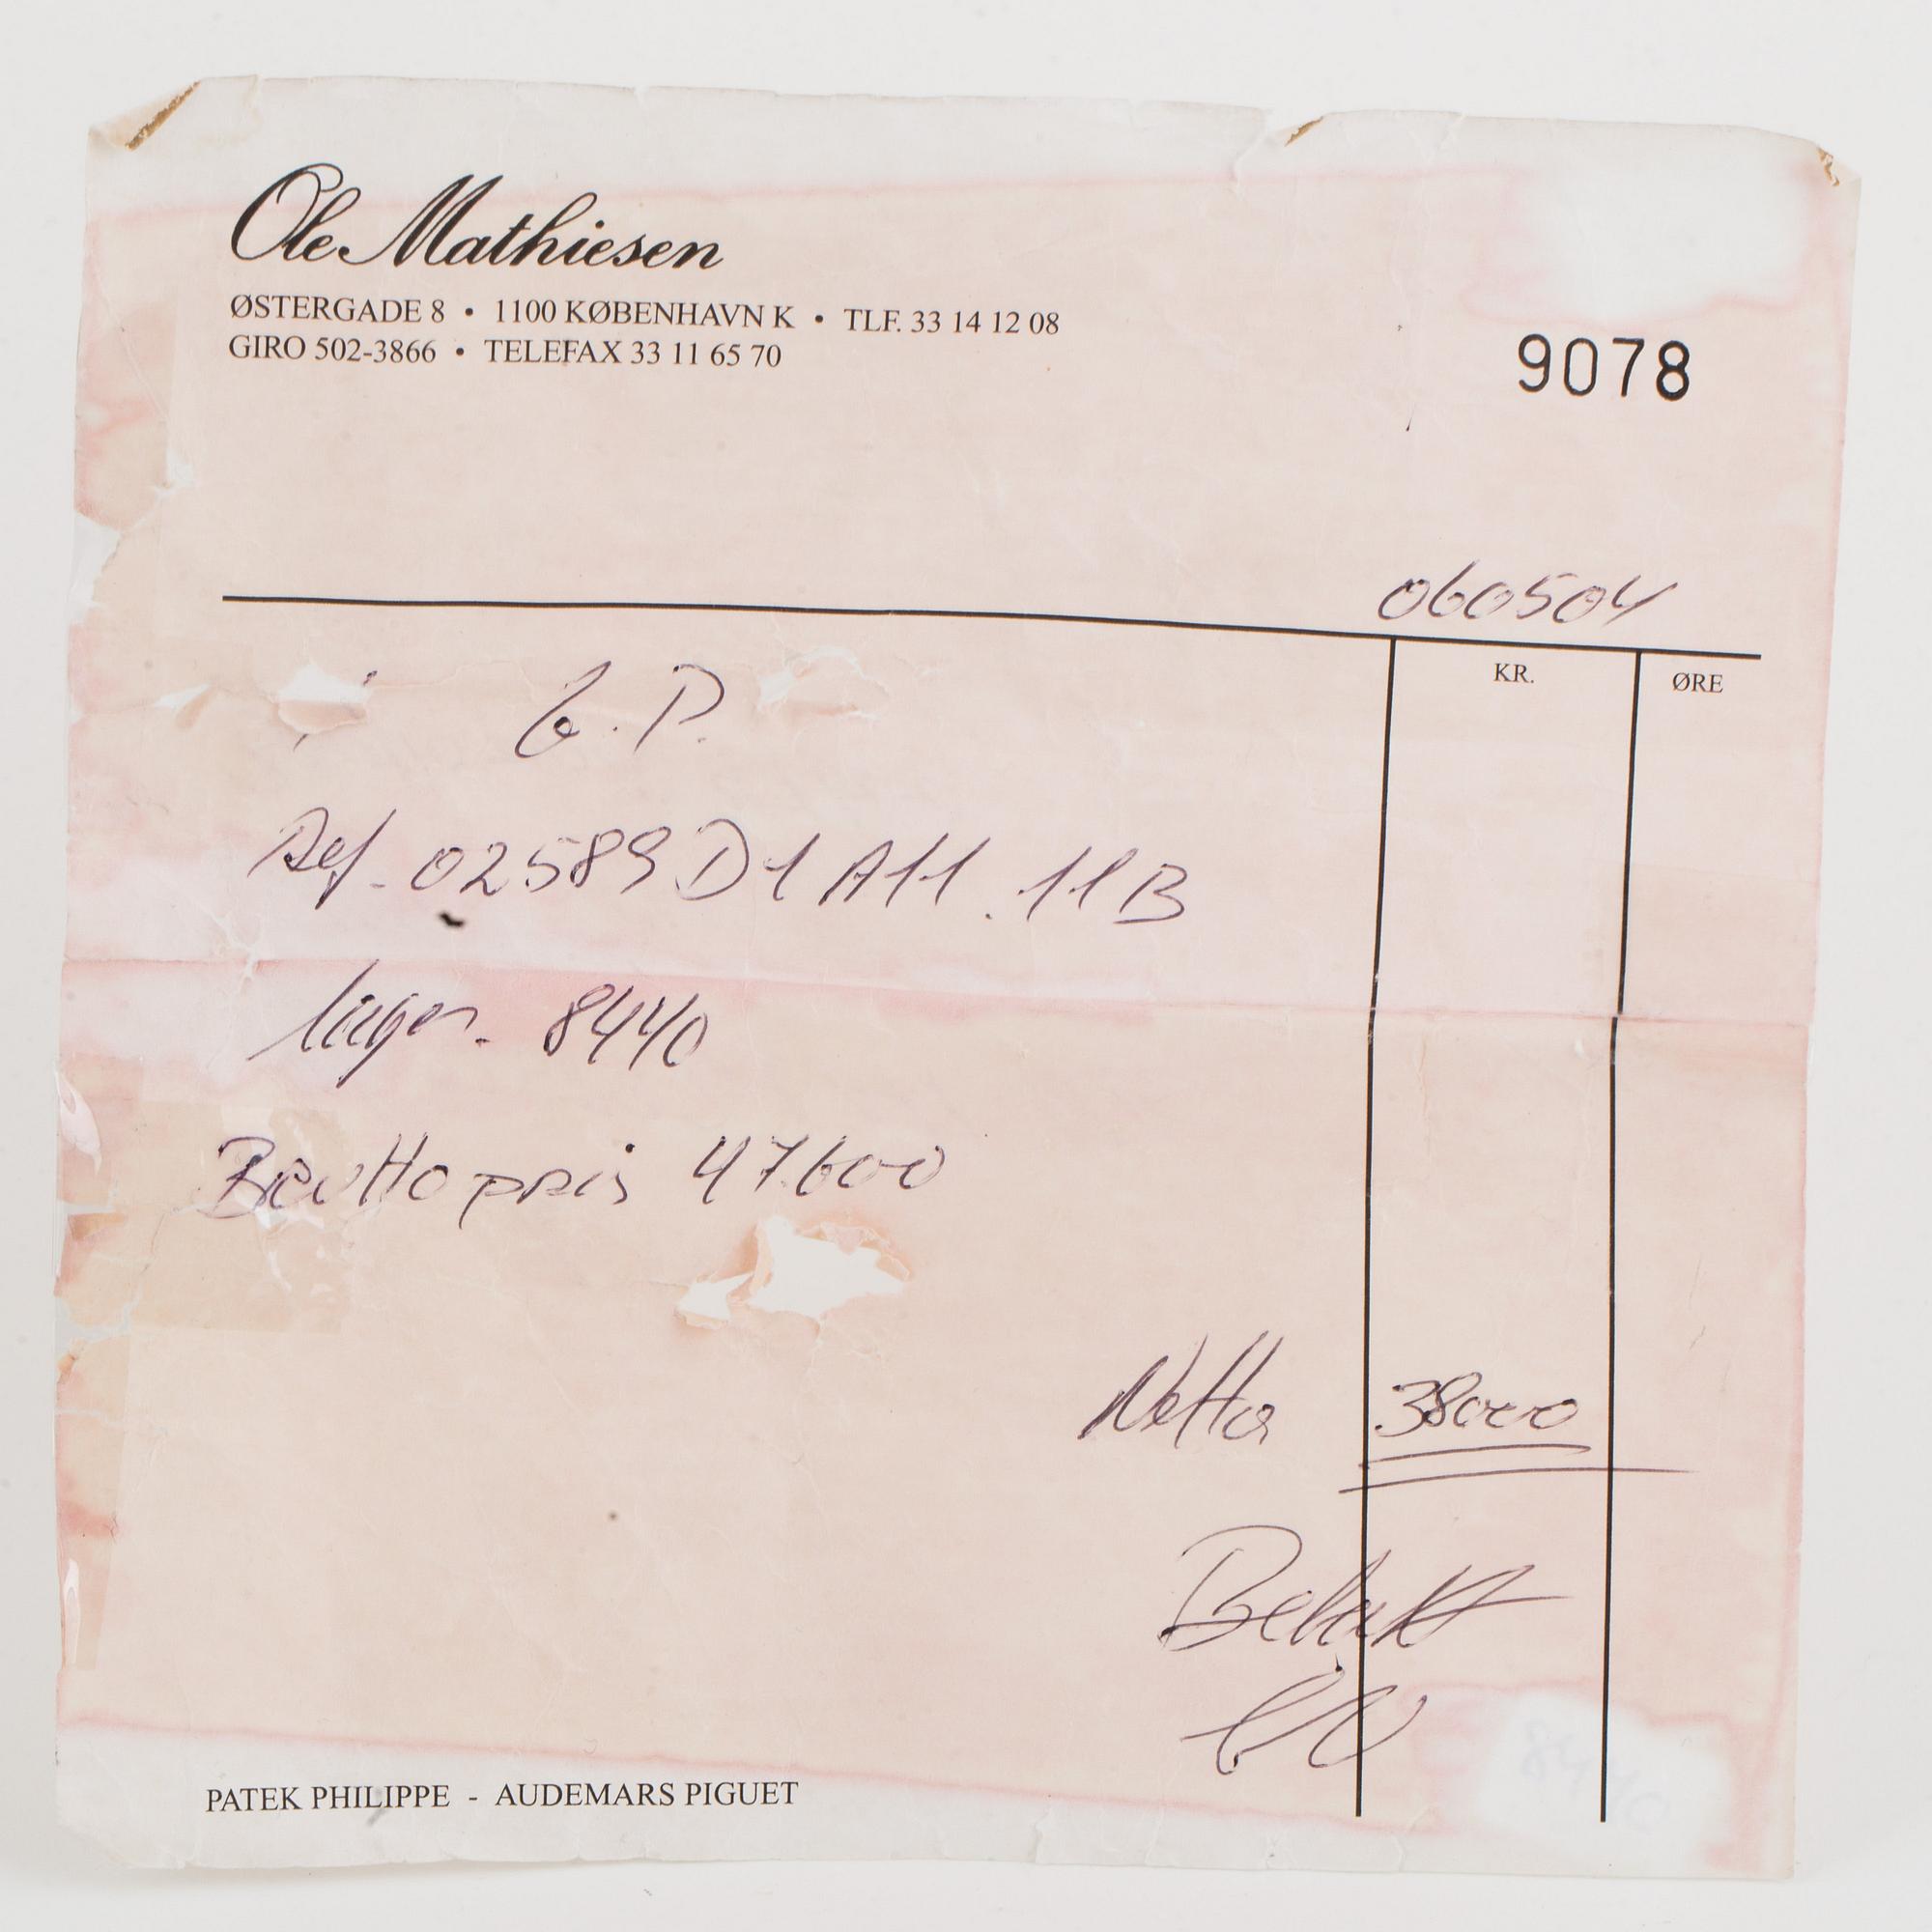 Ole Mathiesen
ØSTERGADE 8 • 1100 KØBENHAVN K • TLF. 33 14 12 08
GIRO 502-3866 • TELEFAX 33 11 65 70
9078
060504
KR. ØRE
G. P.
Ref. 02589 D1 A11. 11B
lager. 8440
Brutto pris 47.600
Netto 38000
Betalt
PATEK PHILIPPE - AUDEMARS PIGUET